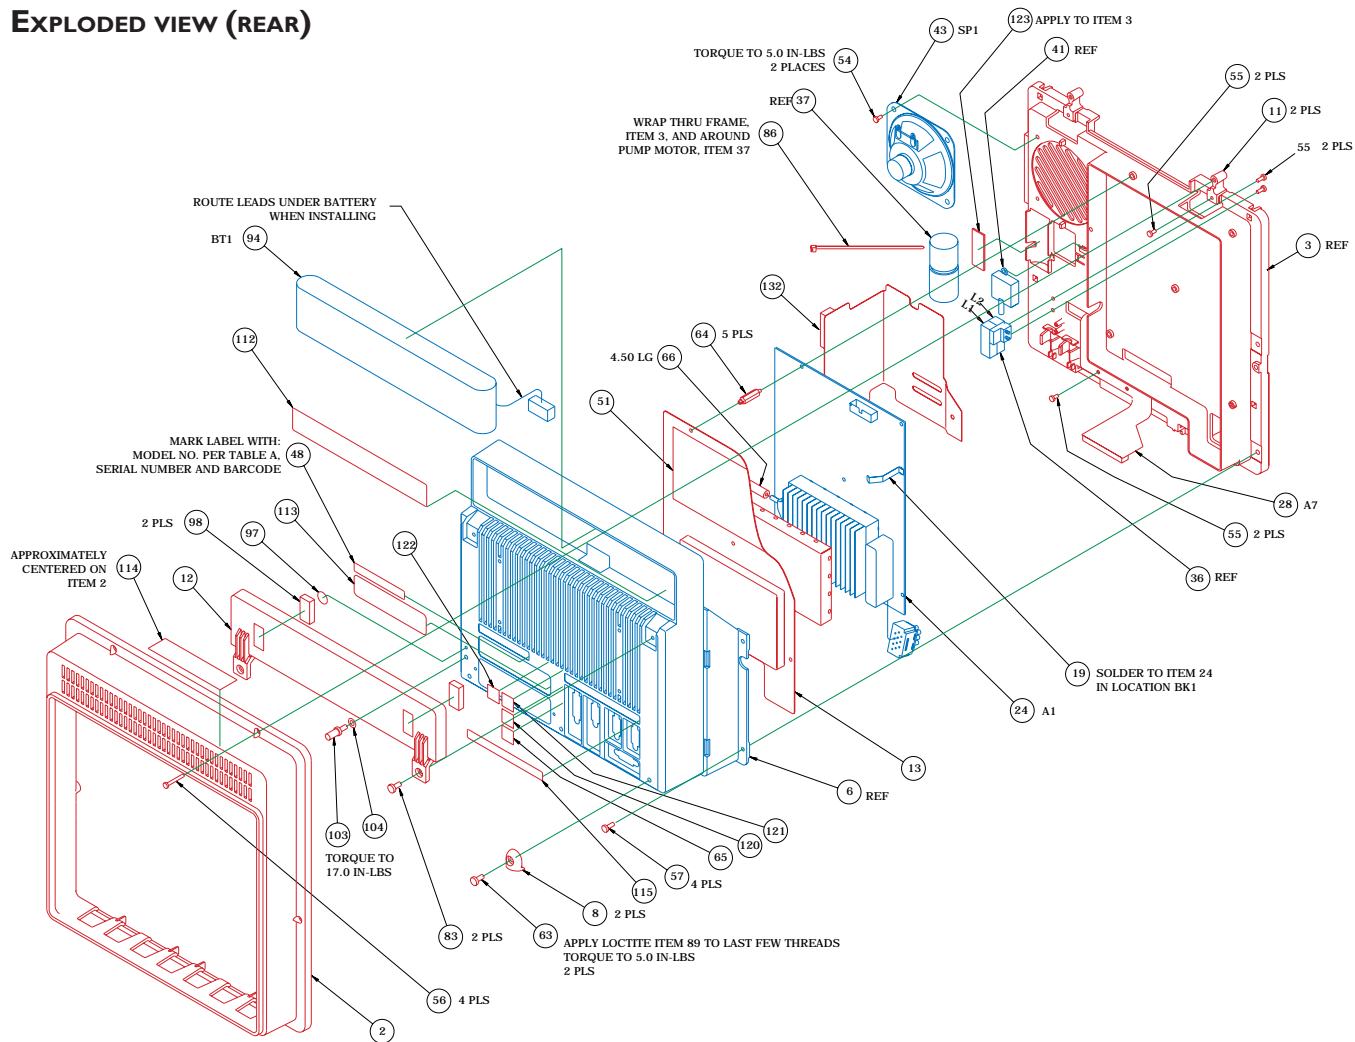 EXPLODED VIEW (REAR)
123 APPLY TO ITEM 3
43 SP1
41 REF
TORQUE TO 5.0 IN-LBS
2 PLACES
54
55 2 PLS
REF 37
11 2 PLS
WRAP THRU FRAME,
ITEM 3, AND AROUND
PUMP MOTOR, ITEM 37
86
55 2 PLS
ROUTE LEADS UNDER BATTERY
WHEN INSTALLING
BT1 94
3 REF
132
L2
L1
112
64 5 PLS
4.50 LG 66
51
MARK LABEL WITH:
MODEL NO. PER TABLE A,
SERIAL NUMBER AND BARCODE
48
113
28 A7
2 PLS 98
97
122
55 2 PLS
APPROXIMATELY
CENTERED ON
ITEM 2
114
12
36 REF
19 SOLDER TO ITEM 24
IN LOCATION BK1
24 A1
13
6 REF
103
104
121
120
TORQUE TO
17.0 IN-LBS
65
57 4 PLS
115
8 2 PLS
83 2 PLS
63
APPLY LOCTITE ITEM 89 TO LAST FEW THREADS
TORQUE TO 5.0 IN-LBS
2 PLS
56 4 PLS
2